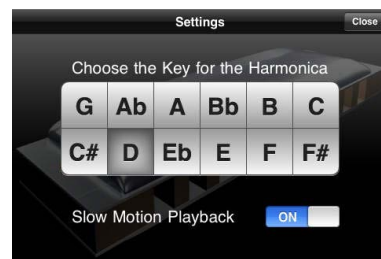 Settings Close
Choose the Key for the Harmonica
G Ab A Bb B C
C# D Eb E F F#
Slow Motion Playback ON